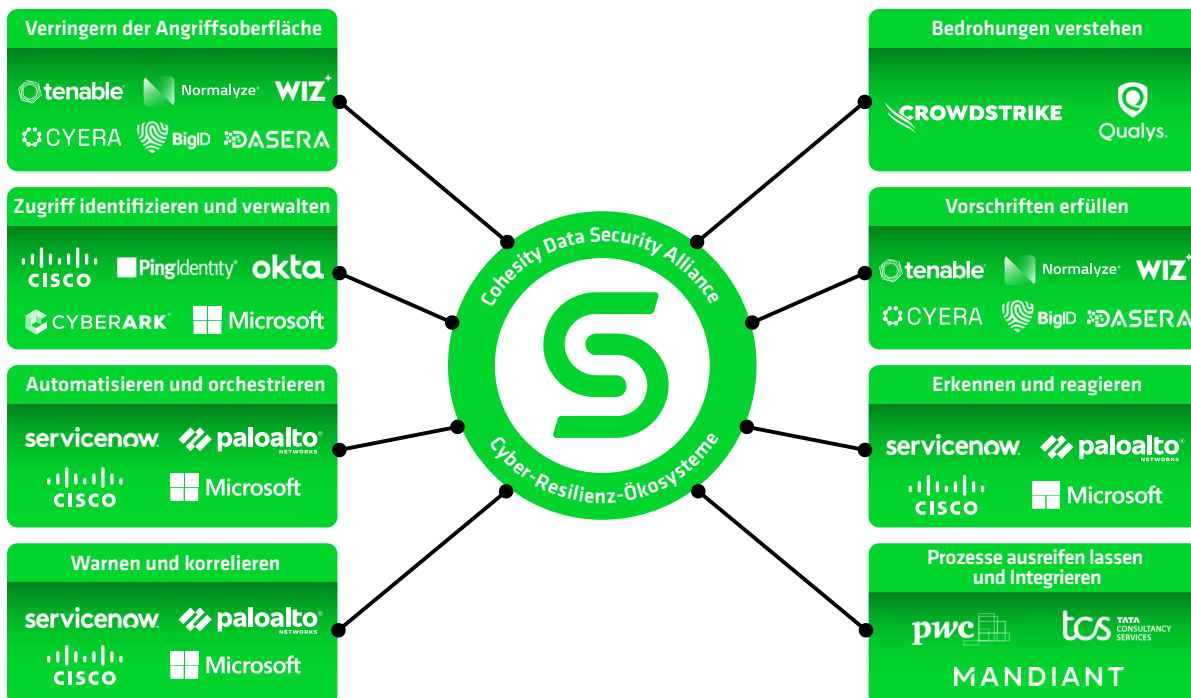 Verringern der Angriffsoberfläche
tenable Normalyze WIZ
CYERA BigID DASERA
Zugriff identifizieren und verwalten
CISCO PingIdentity okta
CYBERARK Microsoft
Automatisieren und orchestrieren
servicenow paloalto NETWORKS
CISCO Microsoft
Warnen und korrelieren
servicenow paloalto NETWORKS
CISCO Microsoft
Cohesity Data Security Alliance
Cyber-Resilienz-Ökosysteme
Bedrohungen verstehen
CROWDSTRIKE Qualys.
Vorschriften erfüllen
tenable Normalyze WIZ
CYERA BigID DASERA
Erkennen und reagieren
servicenow paloalto NETWORKS
CISCO Microsoft
Prozesse ausreifen lassen
und Integrieren
pwc tcs TATA
CONSULTANCY
SERVICES
MANDIANT